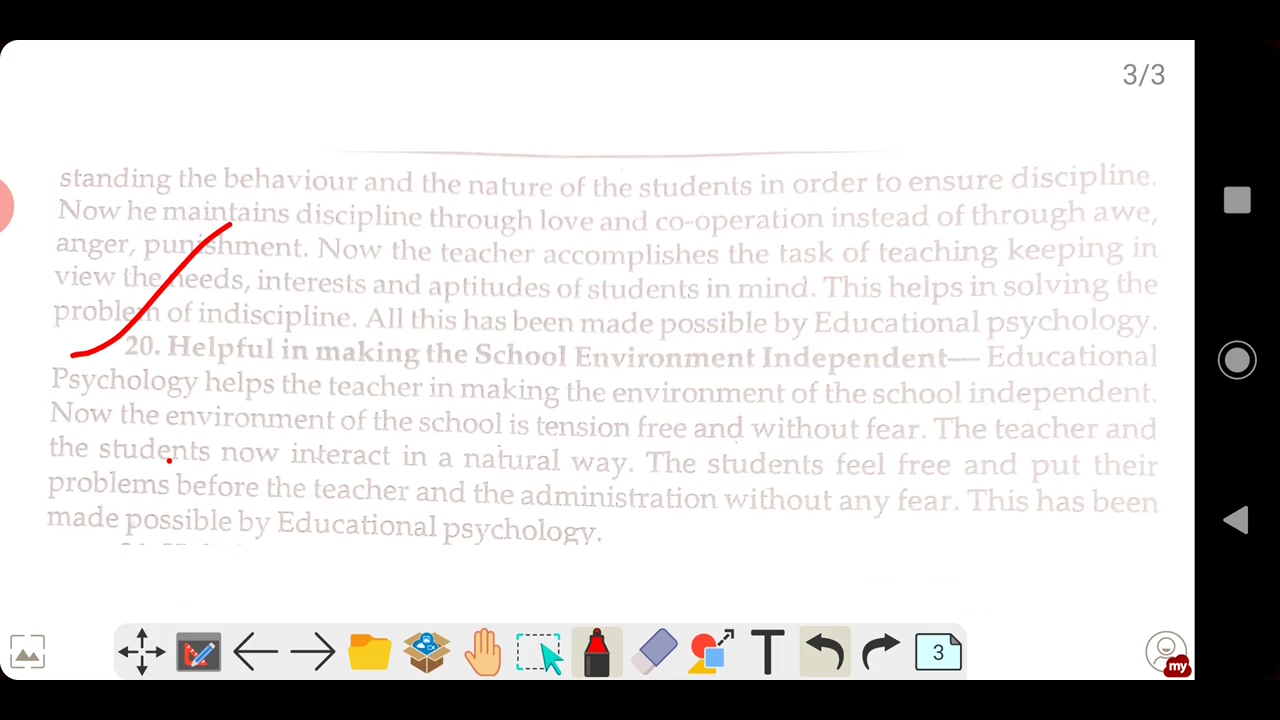 3/3
standing the behaviour and the nature of the students in order to ensure discipline.
Now he maintains discipline through love and co-operation instead of through awe,
anger, punishment. Now the teacher accomplishes the task of teaching keeping in
view the needs, interests and aptitudes of students in mind. This helps in solving the
problem of indiscipline. All this has been made possible by Educational psychology.
20. Helpful in making the School Environment Independent— Educational
Psychology helps the teacher in making the environment of the school independent.
Now the environment of the school is tension free and without fear. The teacher and
the students now interact in a natural way. The students feel free and put their
problems before the teacher and the administration without any fear. This has been
made possible by Educational psychology.
T
3
my